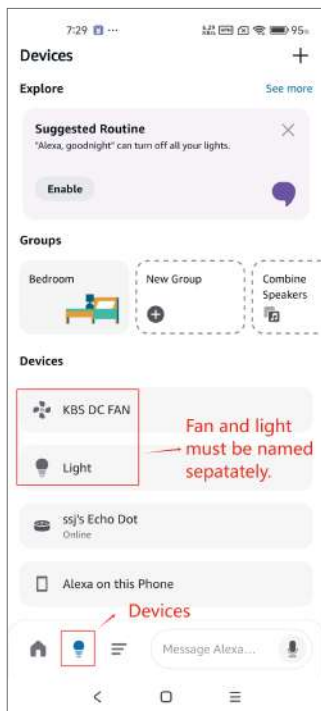 7:29 ...
95
Devices
+
Explore
See more
Suggested Routine
"Alexa, goodnight" can turn off all your lights.
Enable
Groups
Bedroom
New Group
Combine
Speakers
Devices
KBS DC FAN
Light
Fan and light
must be named
sepatately.
ssj's Echo Dot
Online
Alexa on this Phone
Devices
Message Alexa...